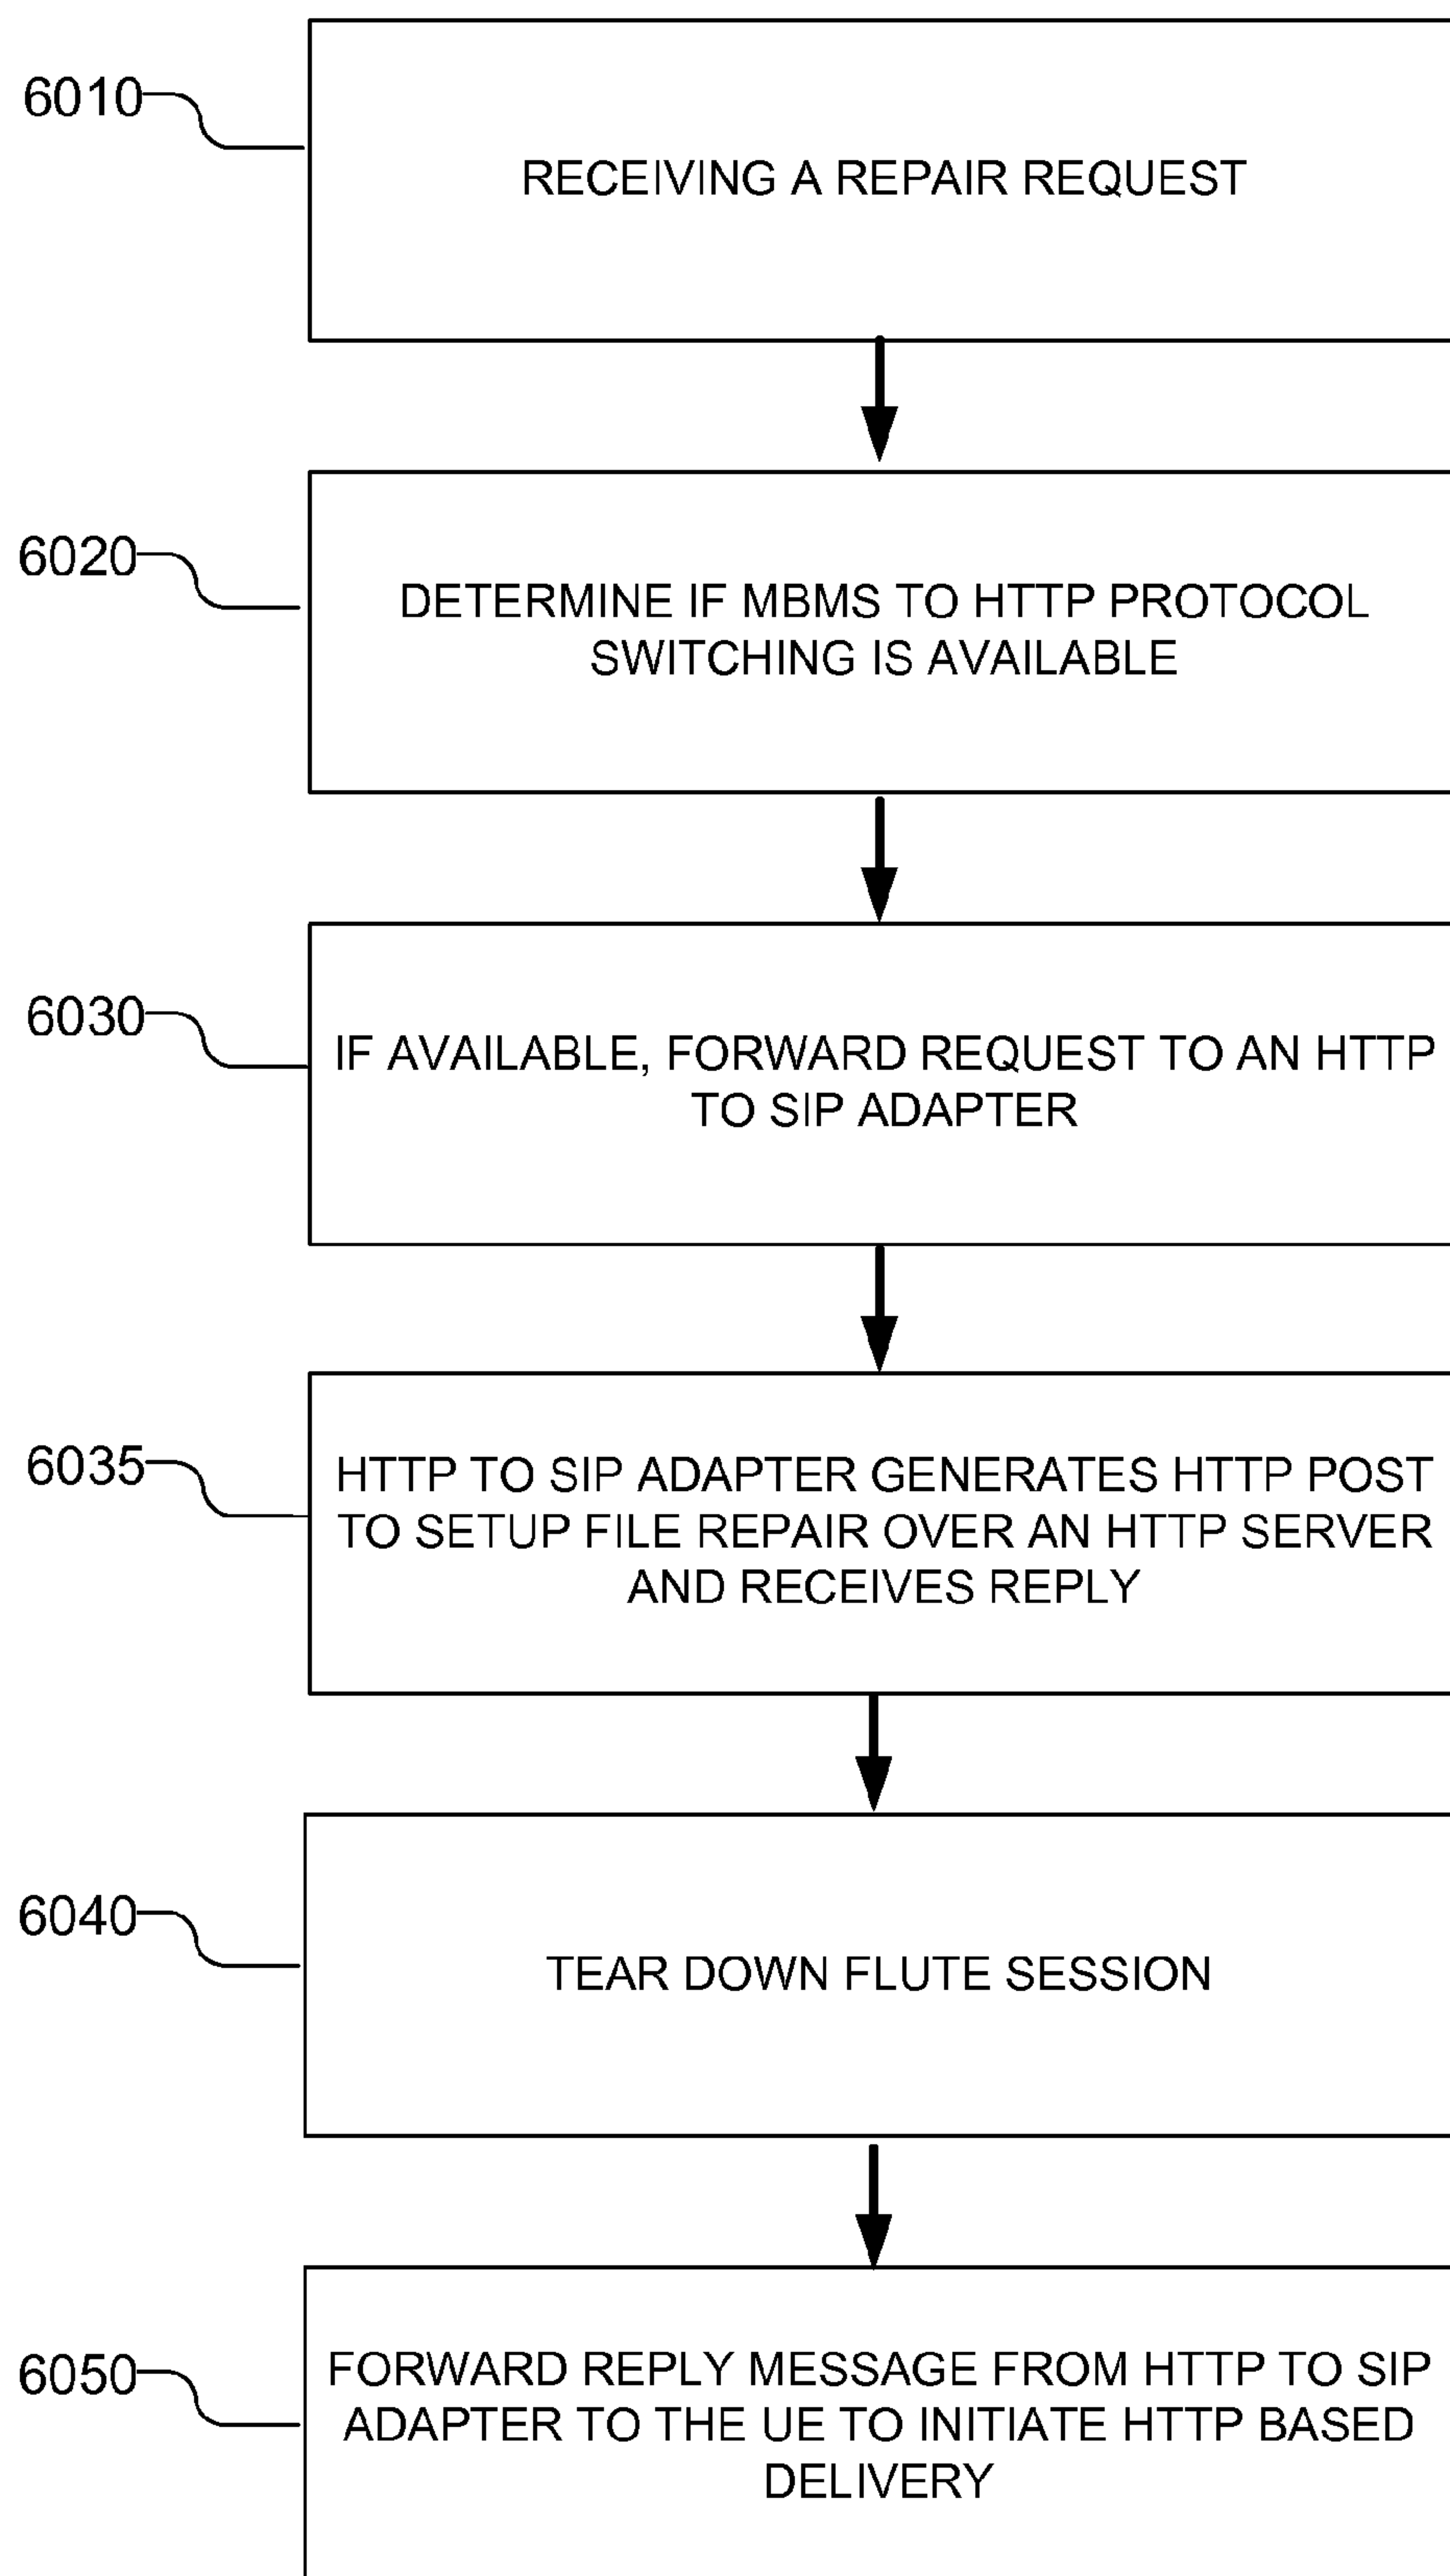 6010
RECEIVING A REPAIR REQUEST
6020
DETERMINE IF MBMS TO HTTP PROTOCOL
SWITCHING IS AVAILABLE
6030
IF AVAILABLE, FORWARD REQUEST TO AN HTTP
TO SIP ADAPTER
6035
HTTP TO SIP ADAPTER GENERATES HTTP POST
TO SETUP FILE REPAIR OVER AN HTTP SERVER
AND RECEIVES REPLY
6040
TEAR DOWN FLUTE SESSION
6050
FORWARD REPLY MESSAGE FROM HTTP TO SIP
ADAPTER TO THE UE TO INITIATE HTTP BASED
DELIVERY